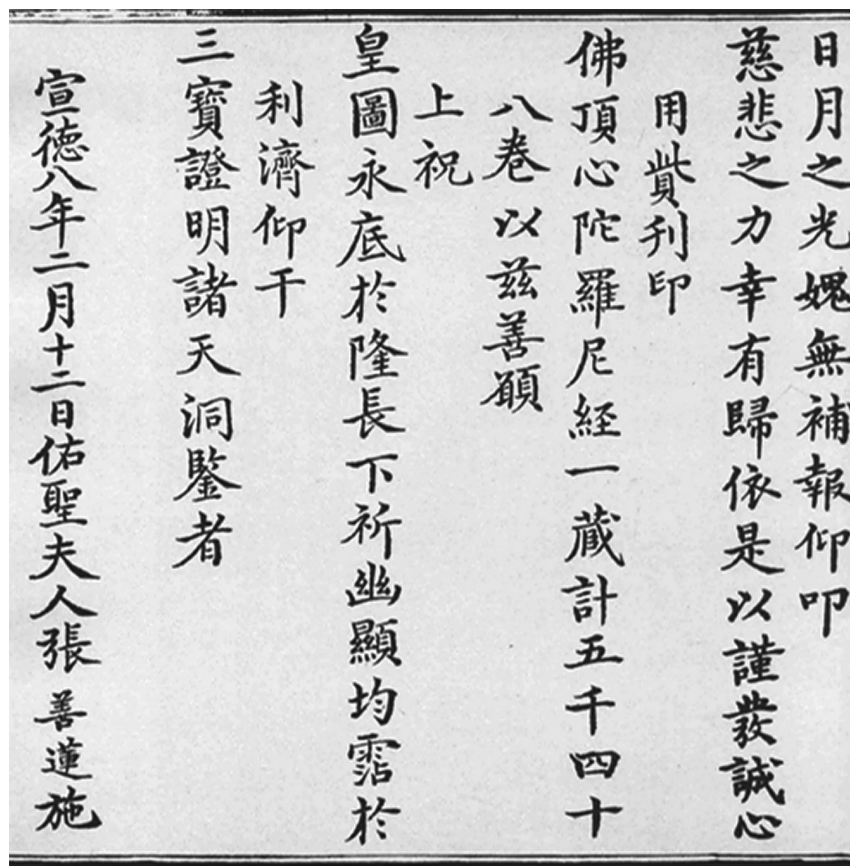 日月之光媿無補報仰叩
慈悲之力幸有歸依是以謹發誠心
用貲刋印
佛頂心陀羅尼經一藏計五千四十
八卷以茲善願
上祝
皇圖永底於隆長下祈幽顯均霑於
利濟仰干
三寶證明諸天洞鑒者
宣德八年二月十二日佑聖夫人張善蓮施